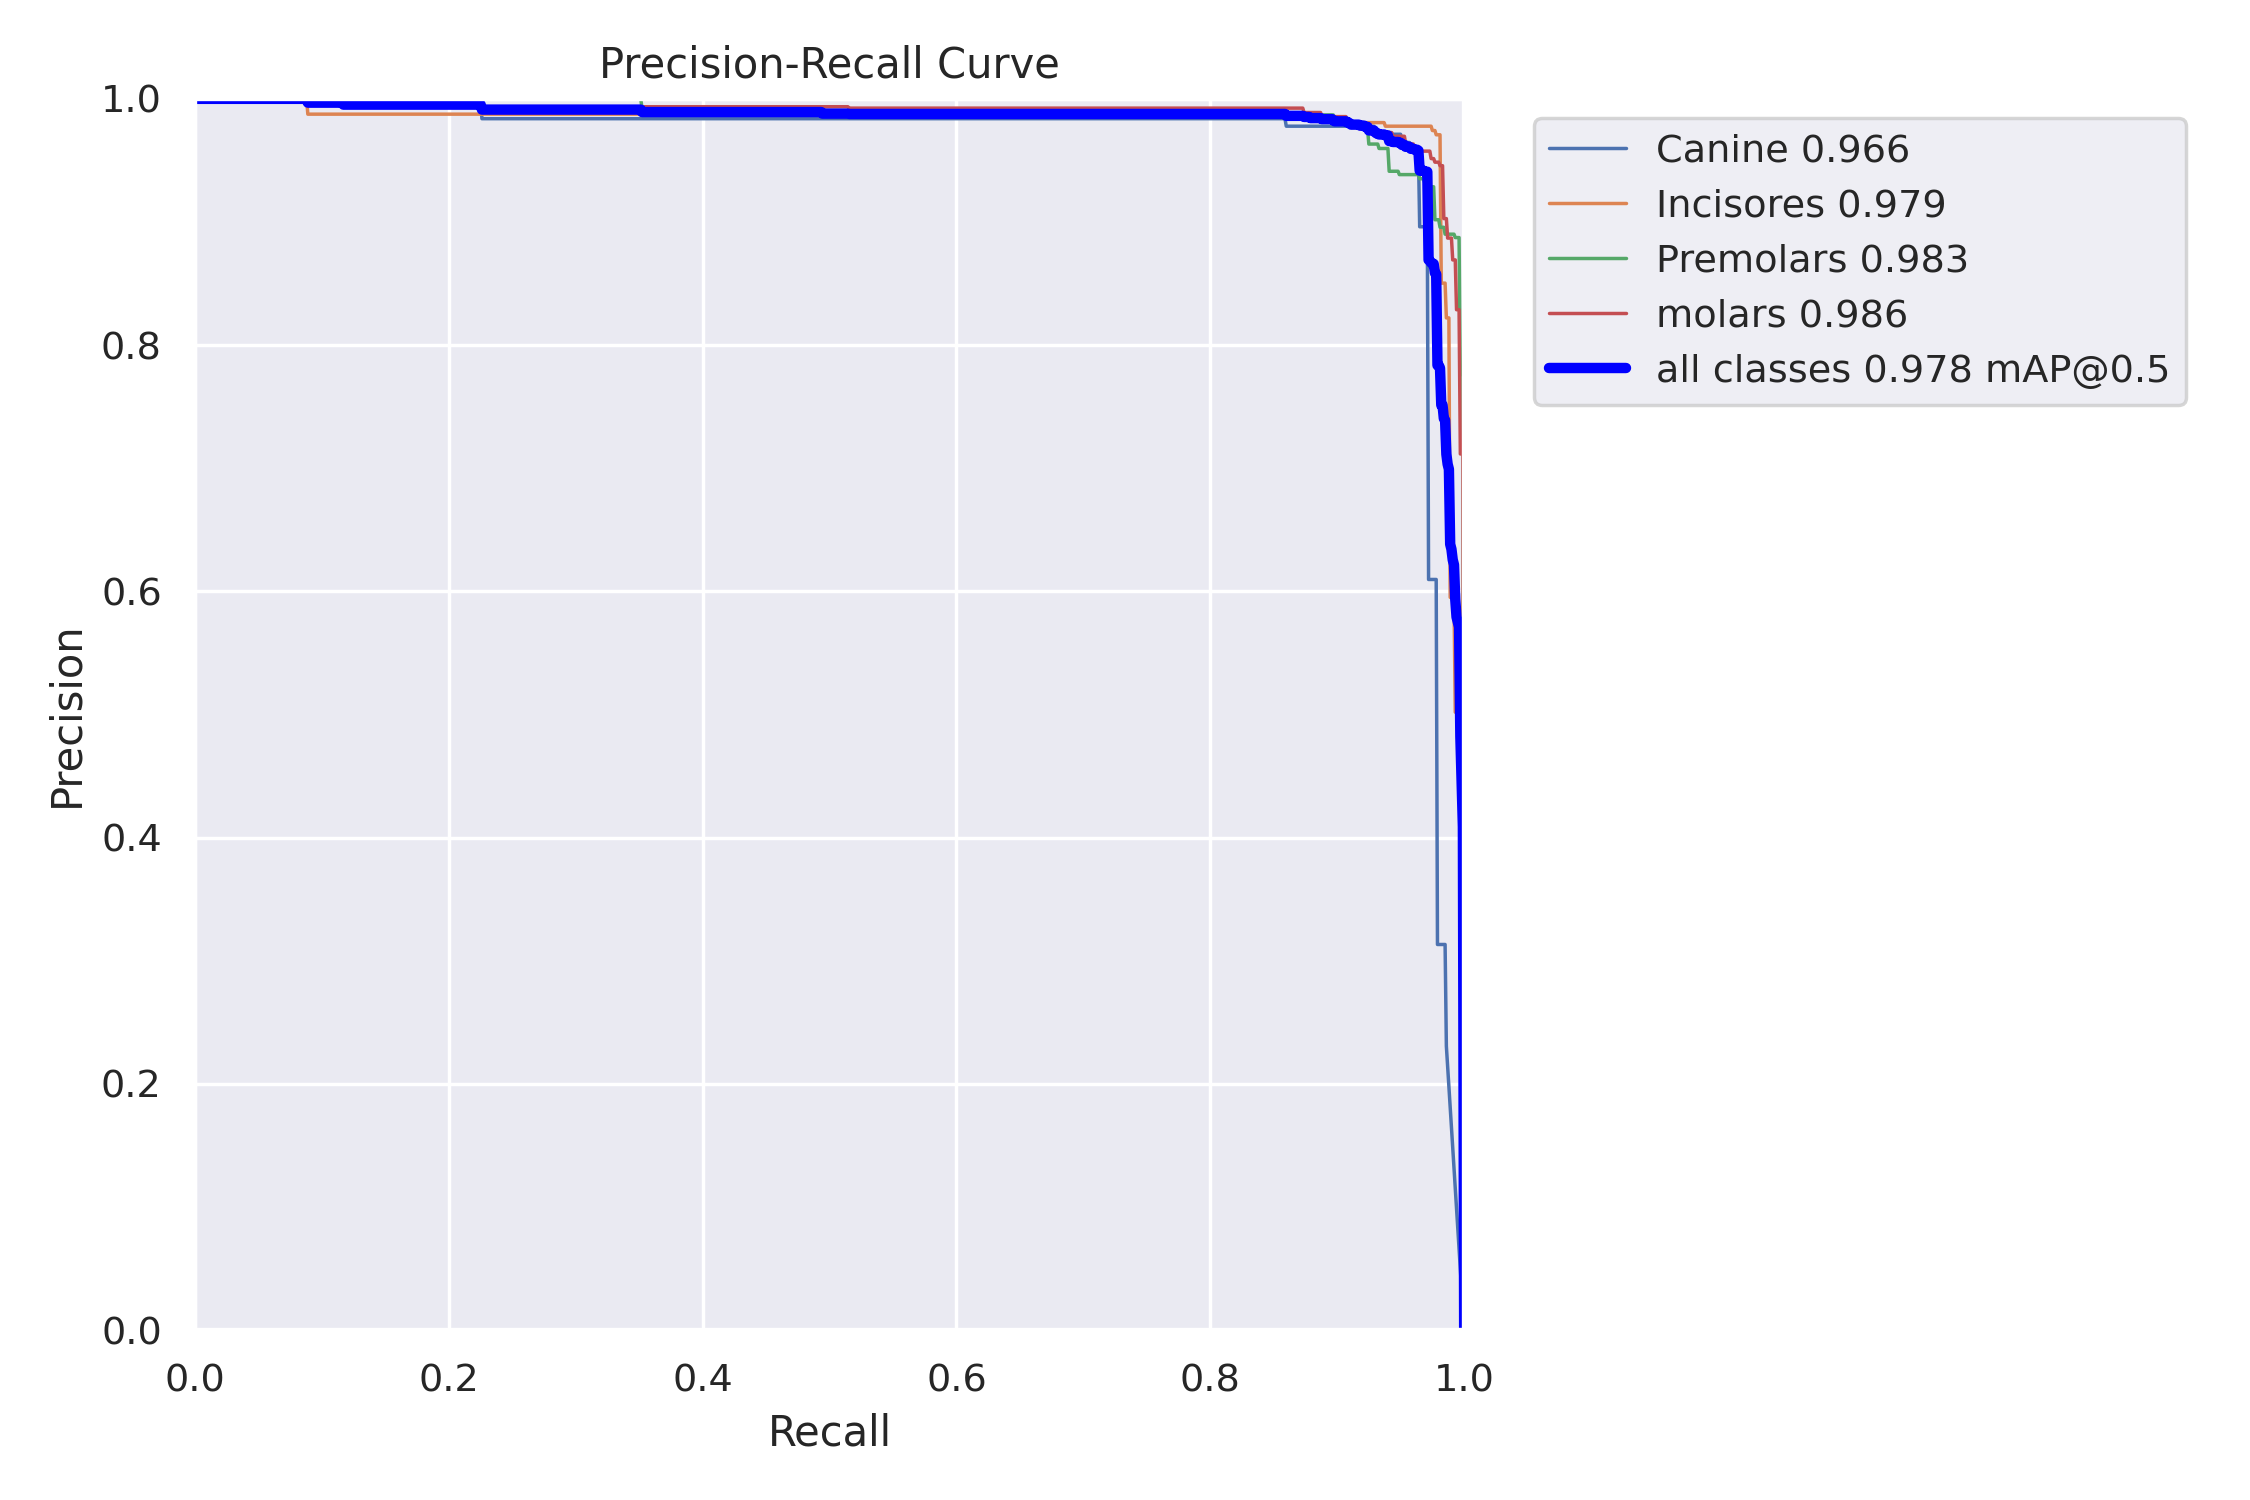 Precision-Recall Curve
1.0
0.8
0.6
0.4
0.2
0.0
Precision
0.0 0.2 0.4 0.6 0.8 1.0
Recall
Canine 0.966
Incisores 0.979
Premolars 0.983
molars 0.986
all classes 0.978 mAP@0.5